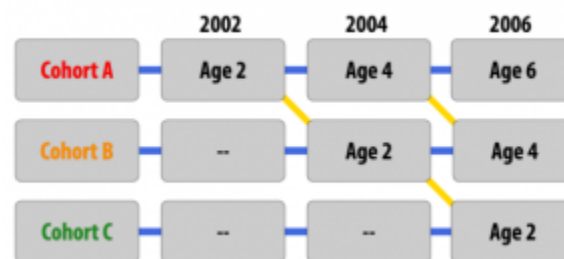 2002 2004 2006
Cohort A Age 2 Age 4 Age 6
Cohort B -- Age 2 Age 4
Cohort C -- -- Age 2